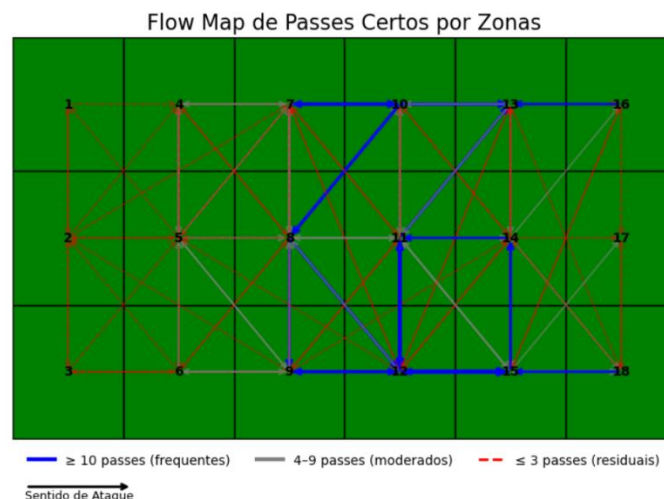 Flow Map de Passes Certos por Zonas
1 4 7 10 13 16
2 5 8 11 14 17
3 6 9 12 15 18
≥ 10 passes (frequentes) 4–9 passes (moderados) ≤ 3 passes (residuais)
Sentido de Ataque